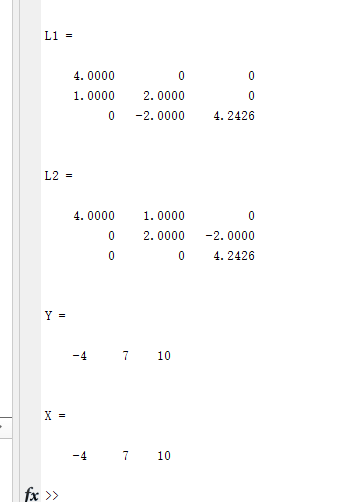 L1 =
4.0000 0 0
1.0000 2.0000 0
0 -2.0000 4.2426
L2 =
4.0000 1.0000 0
0 2.0000 -2.0000
0 0 4.2426
Y =
-4 7 10
X =
-4 7 10
fx >>